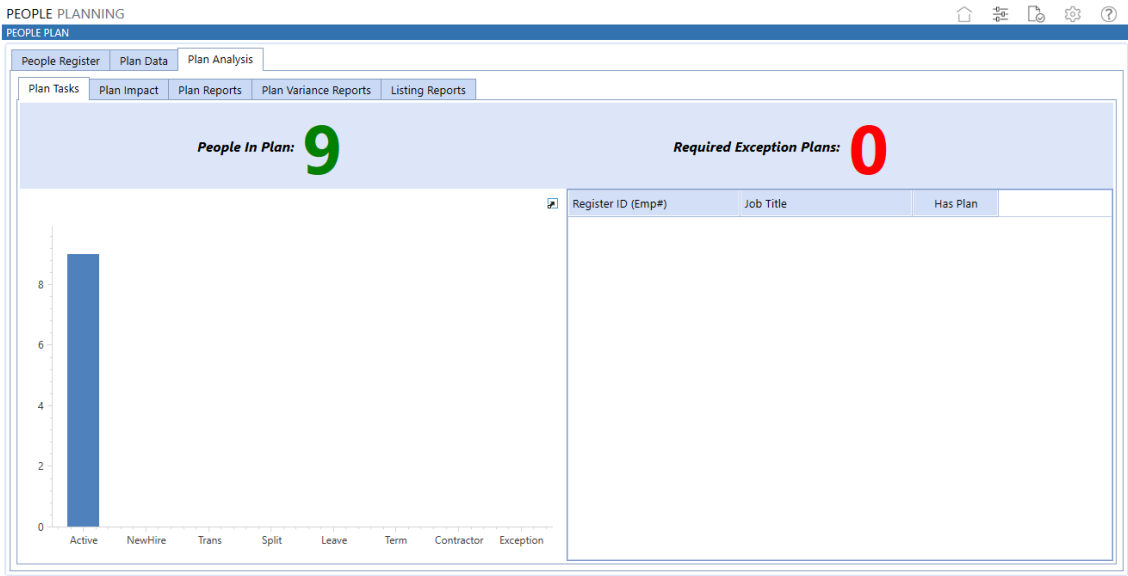 PEOPLE PLANNING
PEOPLE PLAN
People Register Plan Data Plan Analysis
Plan Tasks Plan Impact Plan Reports Plan Variance Reports Listing Reports
People In Plan: 9 Required Exception Plans: 0
Register ID (Emp#) Job Title Has Plan
8
6
4
2
0
Active NewHire Trans Split Leave Term Contractor Exception